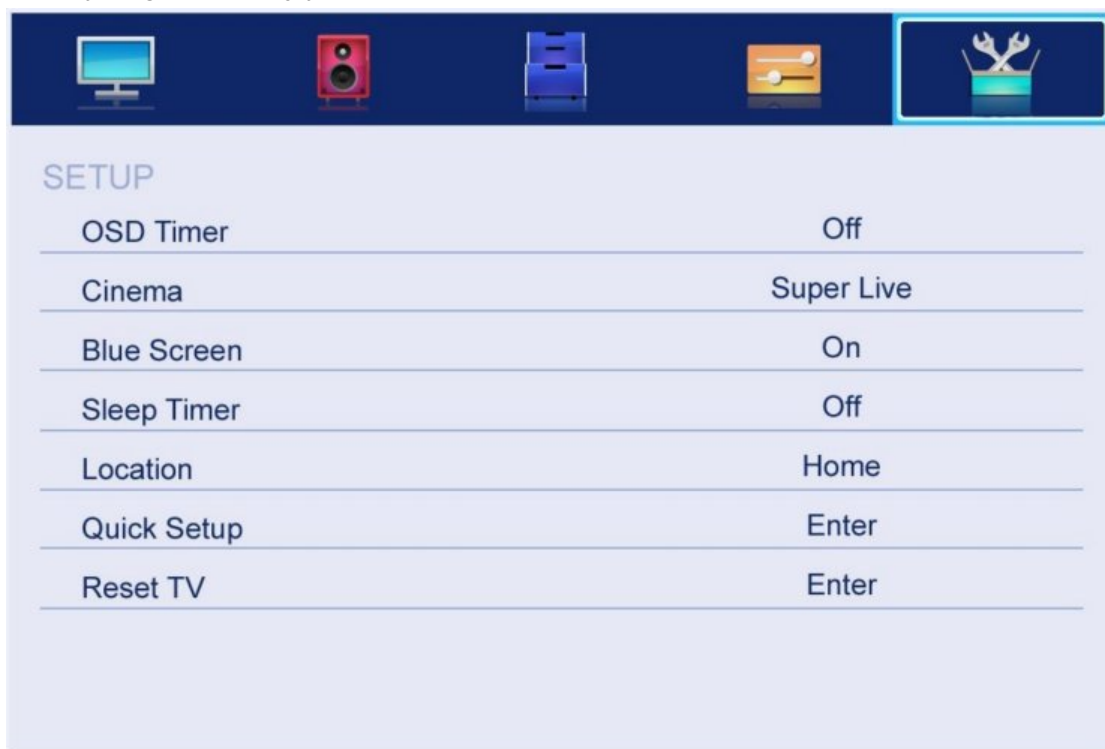 SETUP
OSD Timer Off
Cinema Super Live
Blue Screen On
Sleep Timer Off
Location Home
Quick Setup Enter
Reset TV Enter